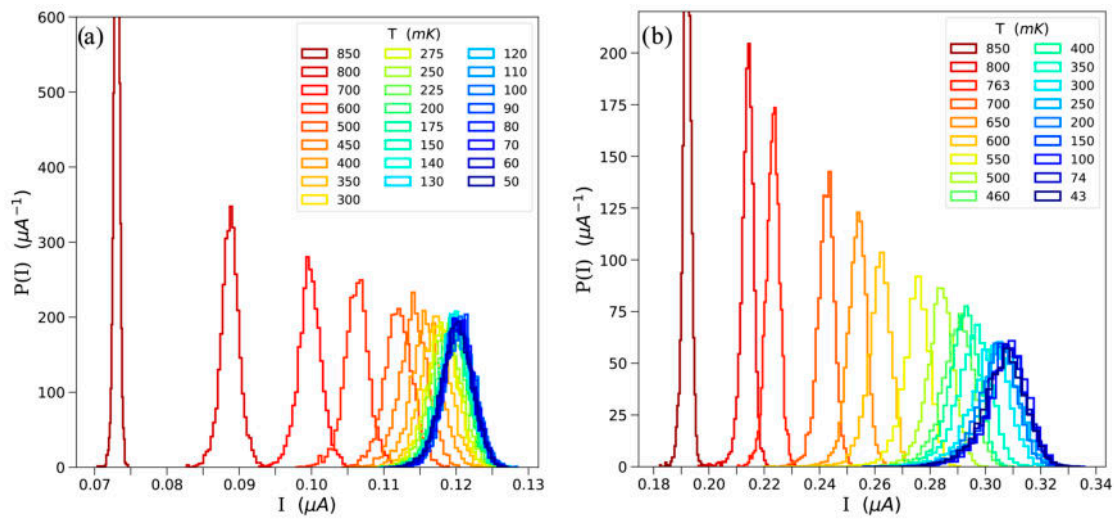 (a)
T (mK)
850 275 120
800 250 110
700 225 100
600 200 90
500 175 80
450 150 70
400 140 60
350 130 50
300
600
500
400
300
200
100
0
P(I) (μA⁻¹)
0.07 0.08 0.09 0.10 0.11 0.12 0.13
I (μA)
(b)
T (mK)
850 400
800 350
763 300
700 250
650 200
600 150
550 100
500 74
460 43
200
175
150
125
100
75
50
25
0
P(I) (μA⁻¹)
0.18 0.20 0.22 0.24 0.26 0.28 0.30 0.32 0.34
I (μA)